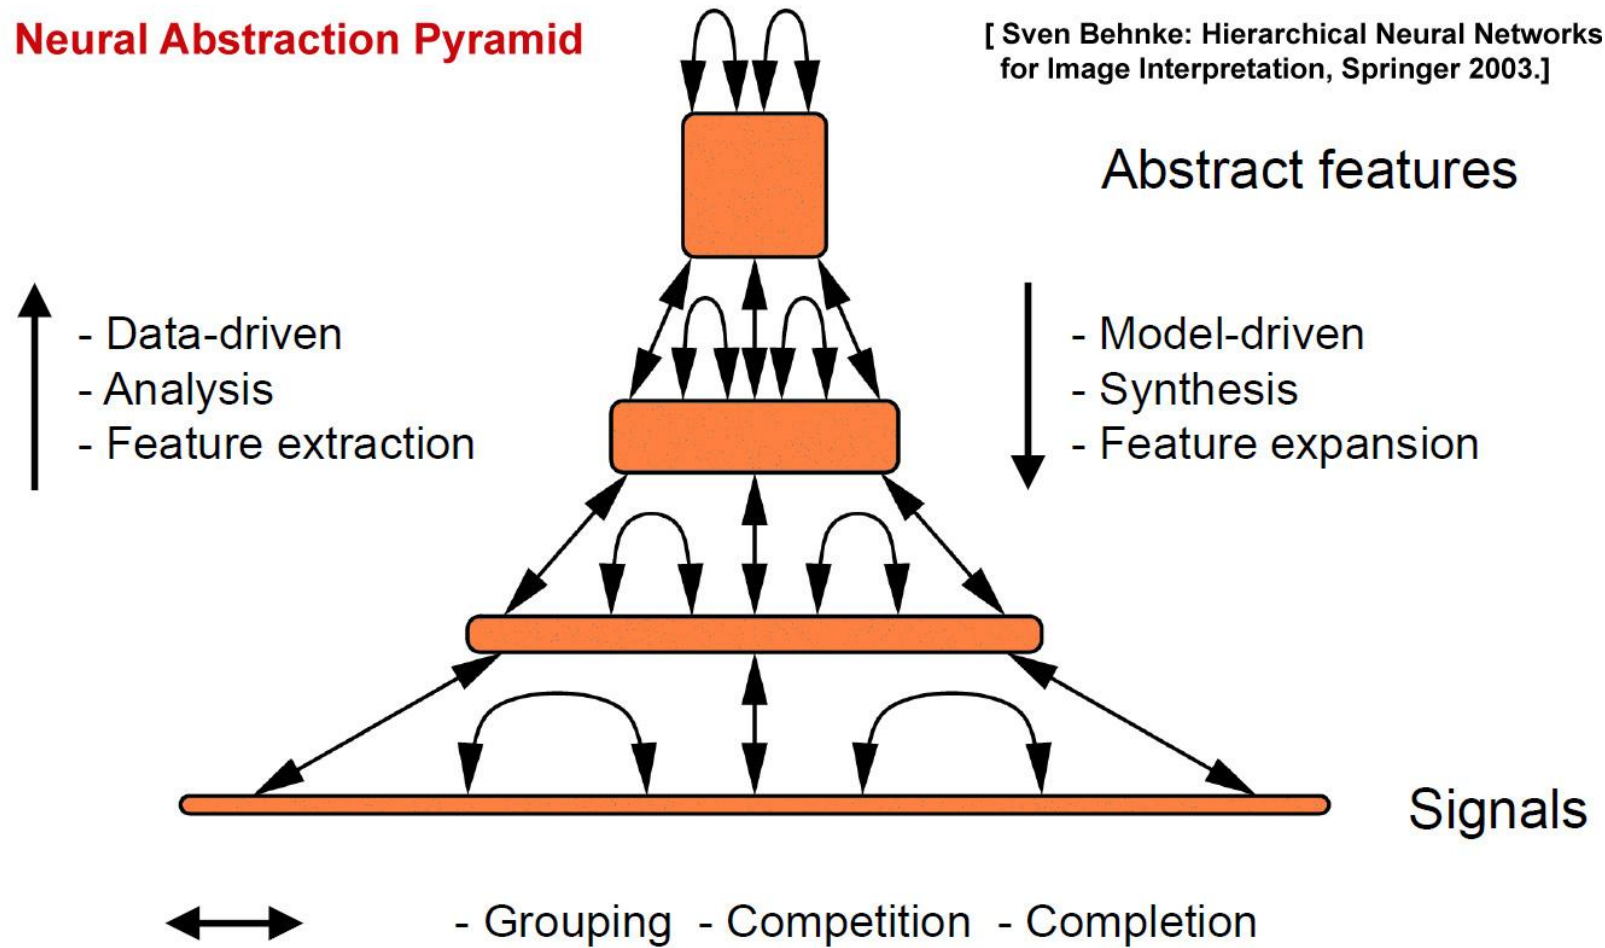 Neural Abstraction Pyramid
[ Sven Behnke: Hierarchical Neural Networks
for Image Interpretation, Springer 2003.]
Abstract features
- Data-driven
- Analysis
- Feature extraction
- Model-driven
- Synthesis
- Feature expansion
Signals
- Grouping - Competition - Completion